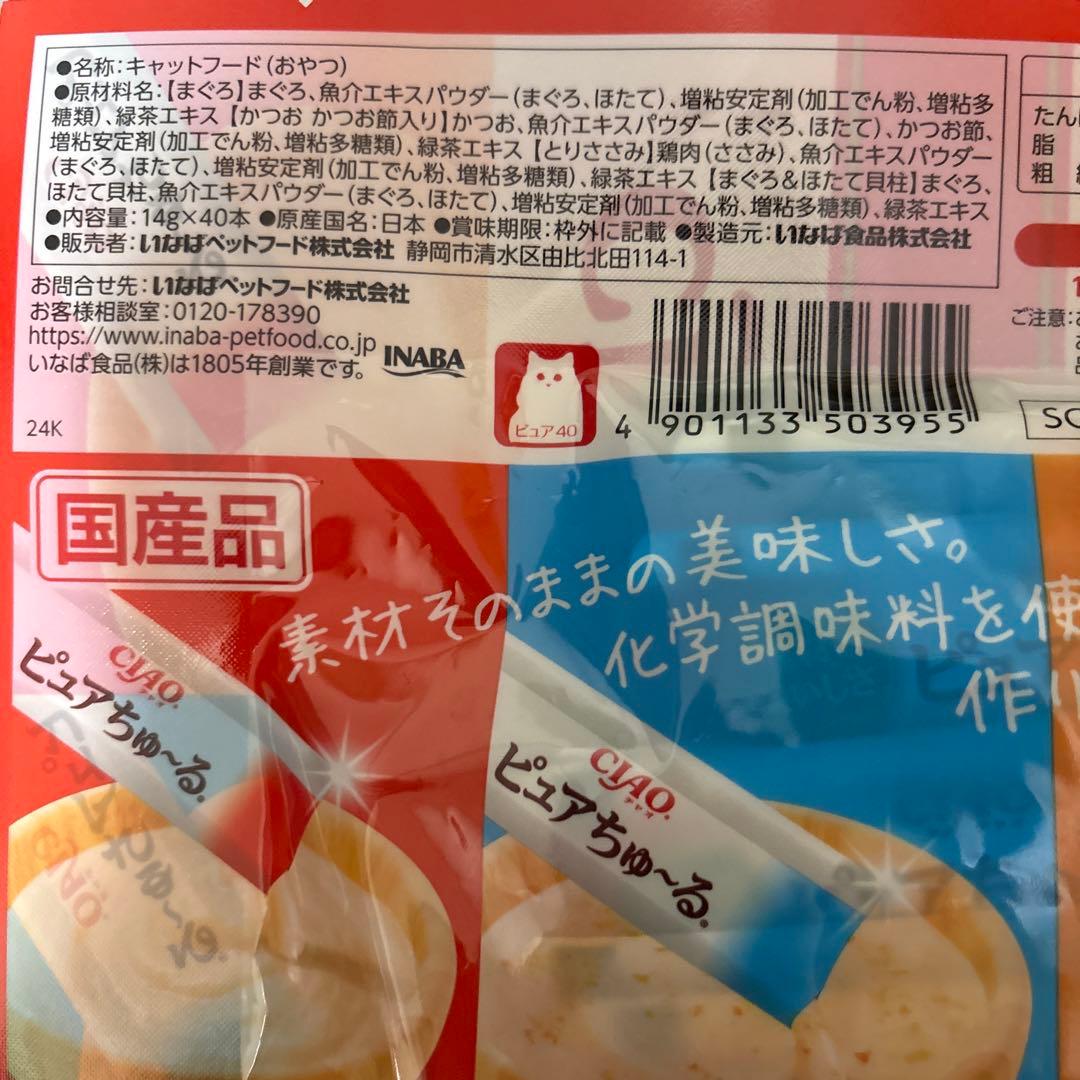 ●名称:キャットフード(おやつ)
●原材料名:【まぐろ】まぐろ、魚介エキスパウダー(まぐろ、ほたて)、増粘安定剤(加工でん粉、増粘多
糖類)、緑茶エキス 【かつお かつお節入り】かつお、魚介エキスパウダー(まぐろ、ほたて)、かつお節、
増粘安定剤(加工でん粉、増粘多糖類)、緑茶エキス 【とりささみ】鶏肉(ささみ)、魚介エキスパウダー
(まぐろ、ほたて)、増粘安定剤(加工でん粉、増粘多糖類)、緑茶エキス 【まぐろ&ほたて貝柱】まぐろ、
ほたて貝柱、魚介エキスパウダー(まぐろ、ほたて)、増粘安定剤(加工でん粉、増粘多糖類)、緑茶エキス
●内容量:14g×40本 ●原産国名:日本 ●賞味期限:枠外に記載 ●製造元:いなば食品株式会社
●販売者:いなばペットフード株式会社 静岡市清水区由比北田114-1
たん
脂
粗
お問合せ先:いなばペットフード株式会社
お客様相談室:0120-178390
https://www.inaba-petfood.co.jp
いなば食品(株)は1805年創業です。
INABA
24K
ピュア40
4 901133 503955
ご注意:
SC
国産品
素材そのままの美味しさ。
化学調味料を使
作り
CIAO
チャオ
ピュアちゅ〜る
CIAO
チャオ
ピュアちゅ〜る